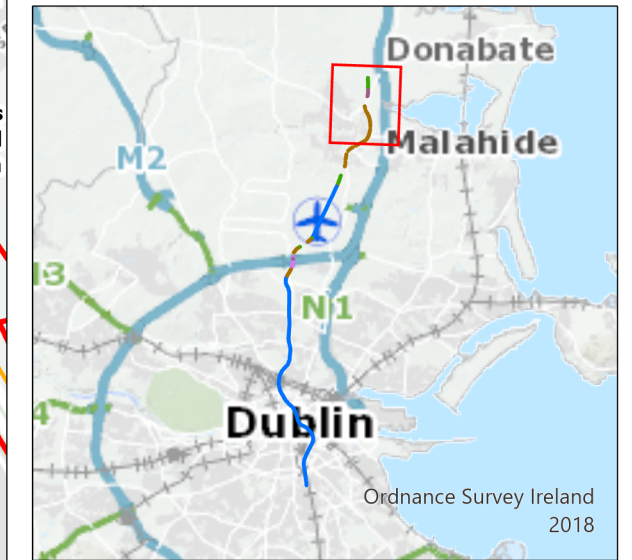 Donabate
Malahide
M2
N1
Dublin
Ordnance Survey Ireland
2018